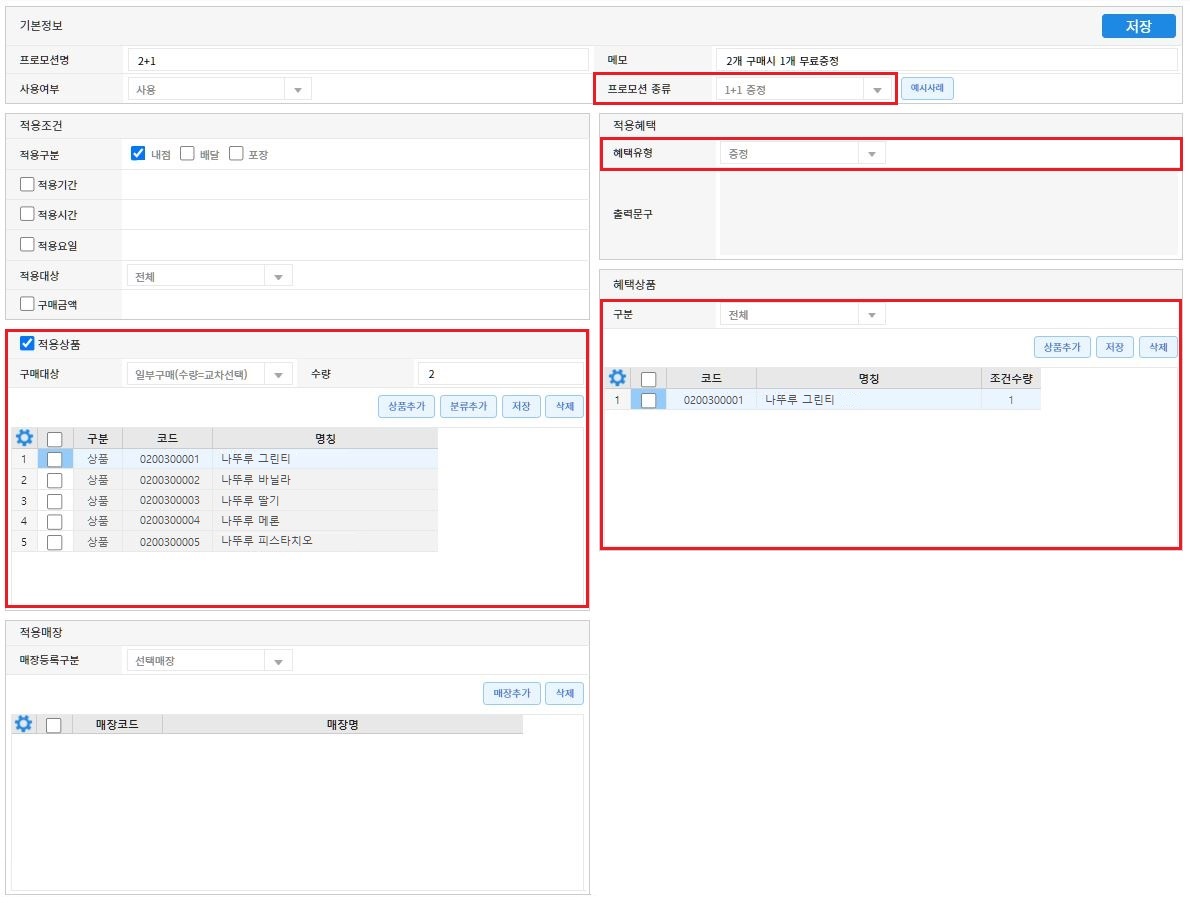 기본정보
저장
프로모션명 2+1 메모 2개 구매시 1개 무료증정
사용여부 사용 프로모션 종류 1+1 증정 예시사례
적용조건
적용구분 내점 배달 포장
적용기간
적용시간
적용요일
적용대상 전체
구매금액
적용혜택
혜택유형 증정
출력문구
적용상품
구매대상 일부구매(수량=교차선택) 수량 2
상품추가 분류추가 저장 삭제
구분 코드 명칭
1 상품 0200300001 나뚜루 그린티
2 상품 0200300002 나뚜루 바닐라
3 상품 0200300003 나뚜루 딸기
4 상품 0200300004 나뚜루 메론
5 상품 0200300005 나뚜루 피스타치오
혜택상품
구분 전체
상품추가 저장 삭제
코드 명칭 조건수량
1 0200300001 나뚜루 그린티 1
적용매장
매장등록구분 선택매장
매장추가 삭제
매장코드 매장명